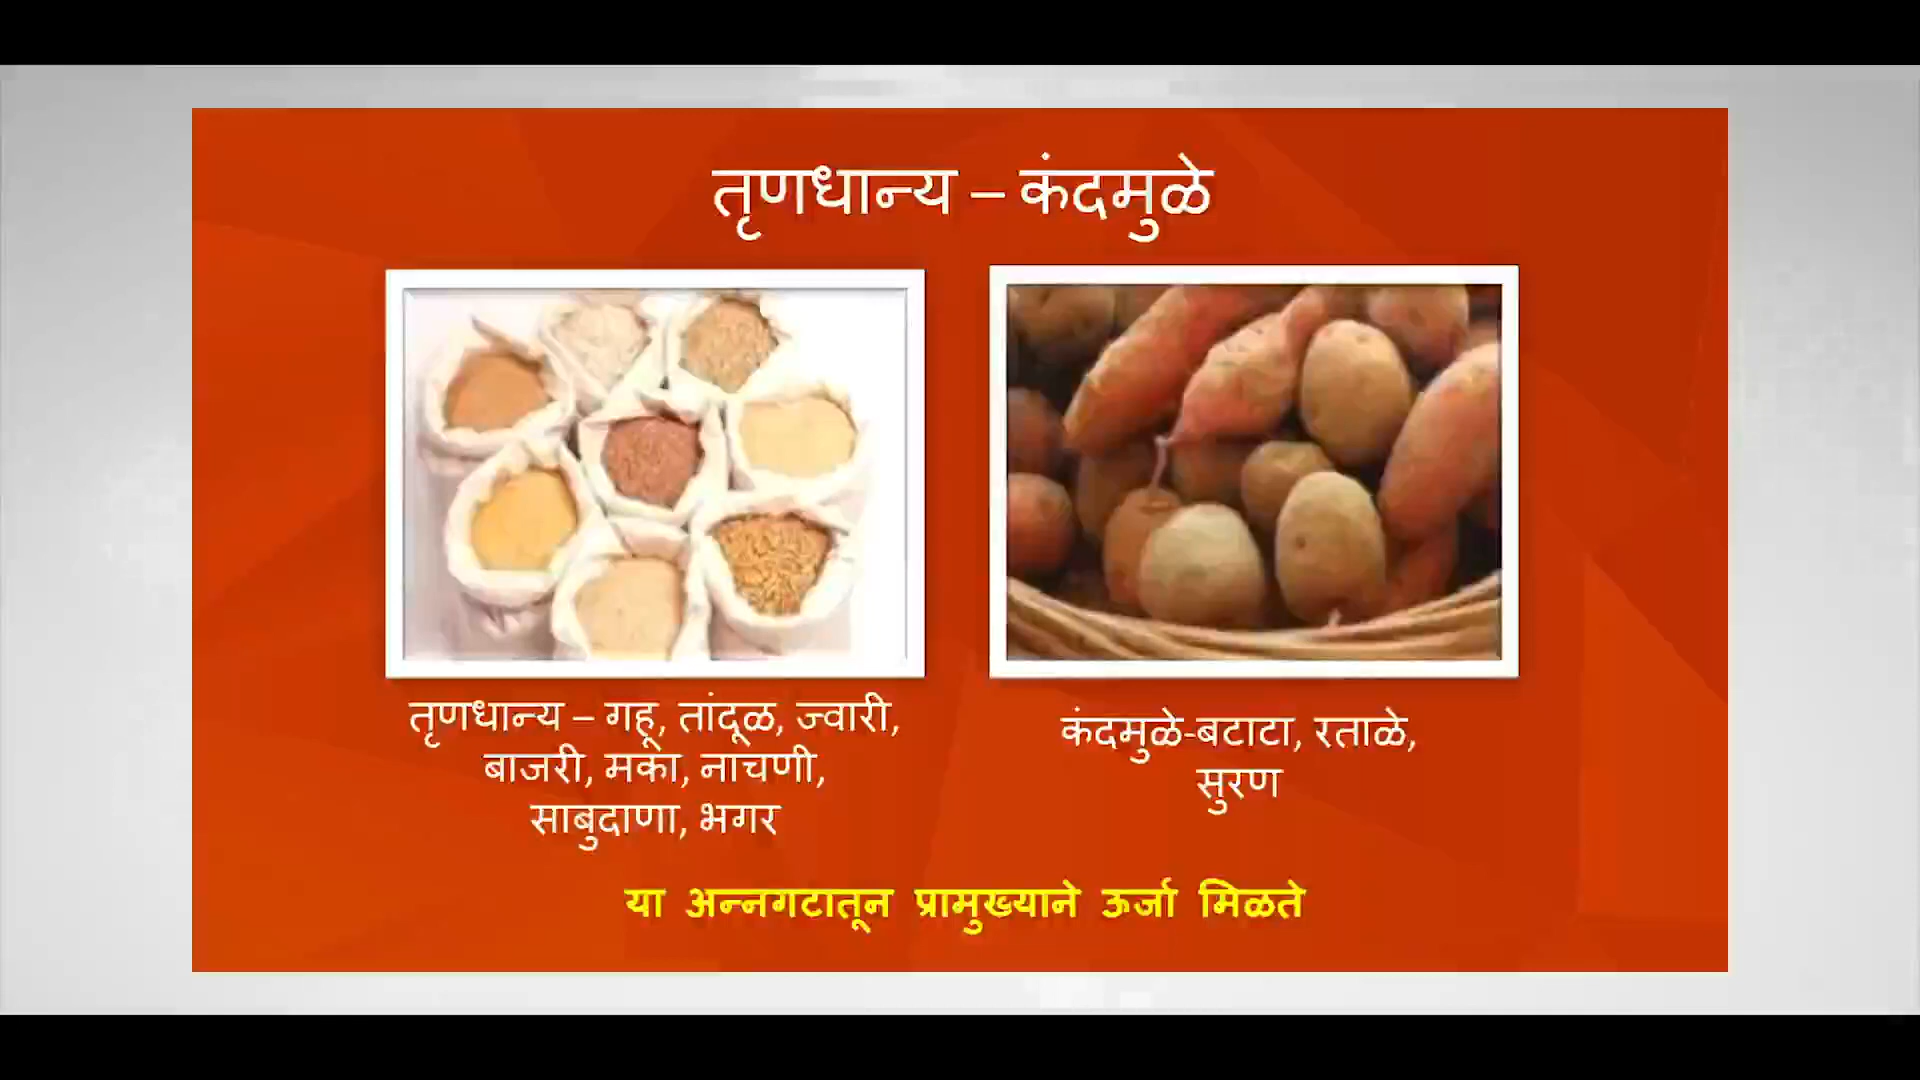 तृणधान्य – कंदमुळे
तृणधान्य – गहू, तांदूळ, ज्वारी,
बाजरी, मका, नाचणी,
साबुदाणा, भगर
कंदमुळे-बटाटा, रताळे,
सुरण
या अन्नगटातून प्रामुख्याने ऊर्जा मिळते